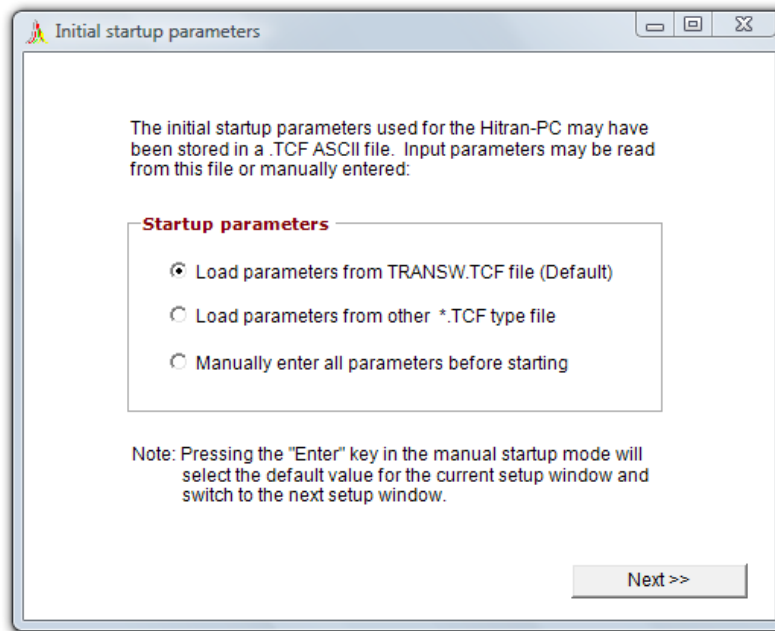 Initial startup parameters
The initial startup parameters used for the Hitran-PC may have
been stored in a .TCF ASCII file. Input parameters may be read
from this file or manually entered:
Startup parameters
Load parameters from TRANSW.TCF file (Default)
Load parameters from other *.TCF type file
Manually enter all parameters before starting
Note: Pressing the "Enter" key in the manual startup mode will
select the default value for the current setup window and
switch to the next setup window.
Next >>